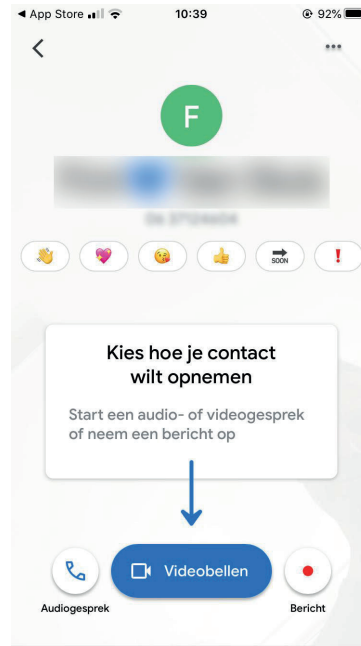 ◀ App Store 10:39 92%
F
SOON
Kies hoe je contact
wilt opnemen
Start een audio- of videogesprek
of neem een bericht op
Videobellen
Audiogesprek Bericht